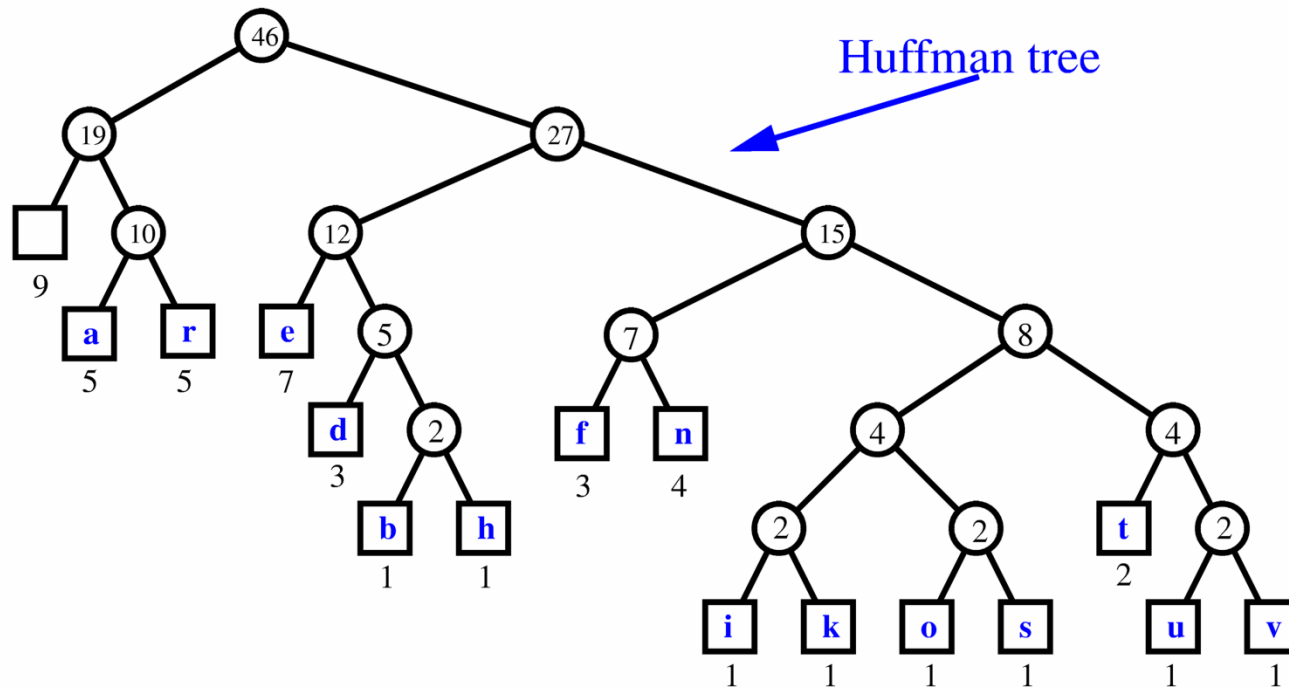 46
Huffman tree
19 27
10 12 15
9
a r e 5 7 8
5 5 7
d 2 f n 4 4
3 3 4
b h 2 2 t 2
1 1 2
i k o s u v
1 1 1 1 1 1